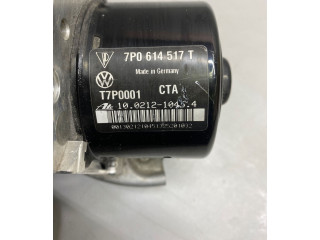 7P0 614 517 T
Made in Germany
T7P0001 CTA
10.0212-1045.4